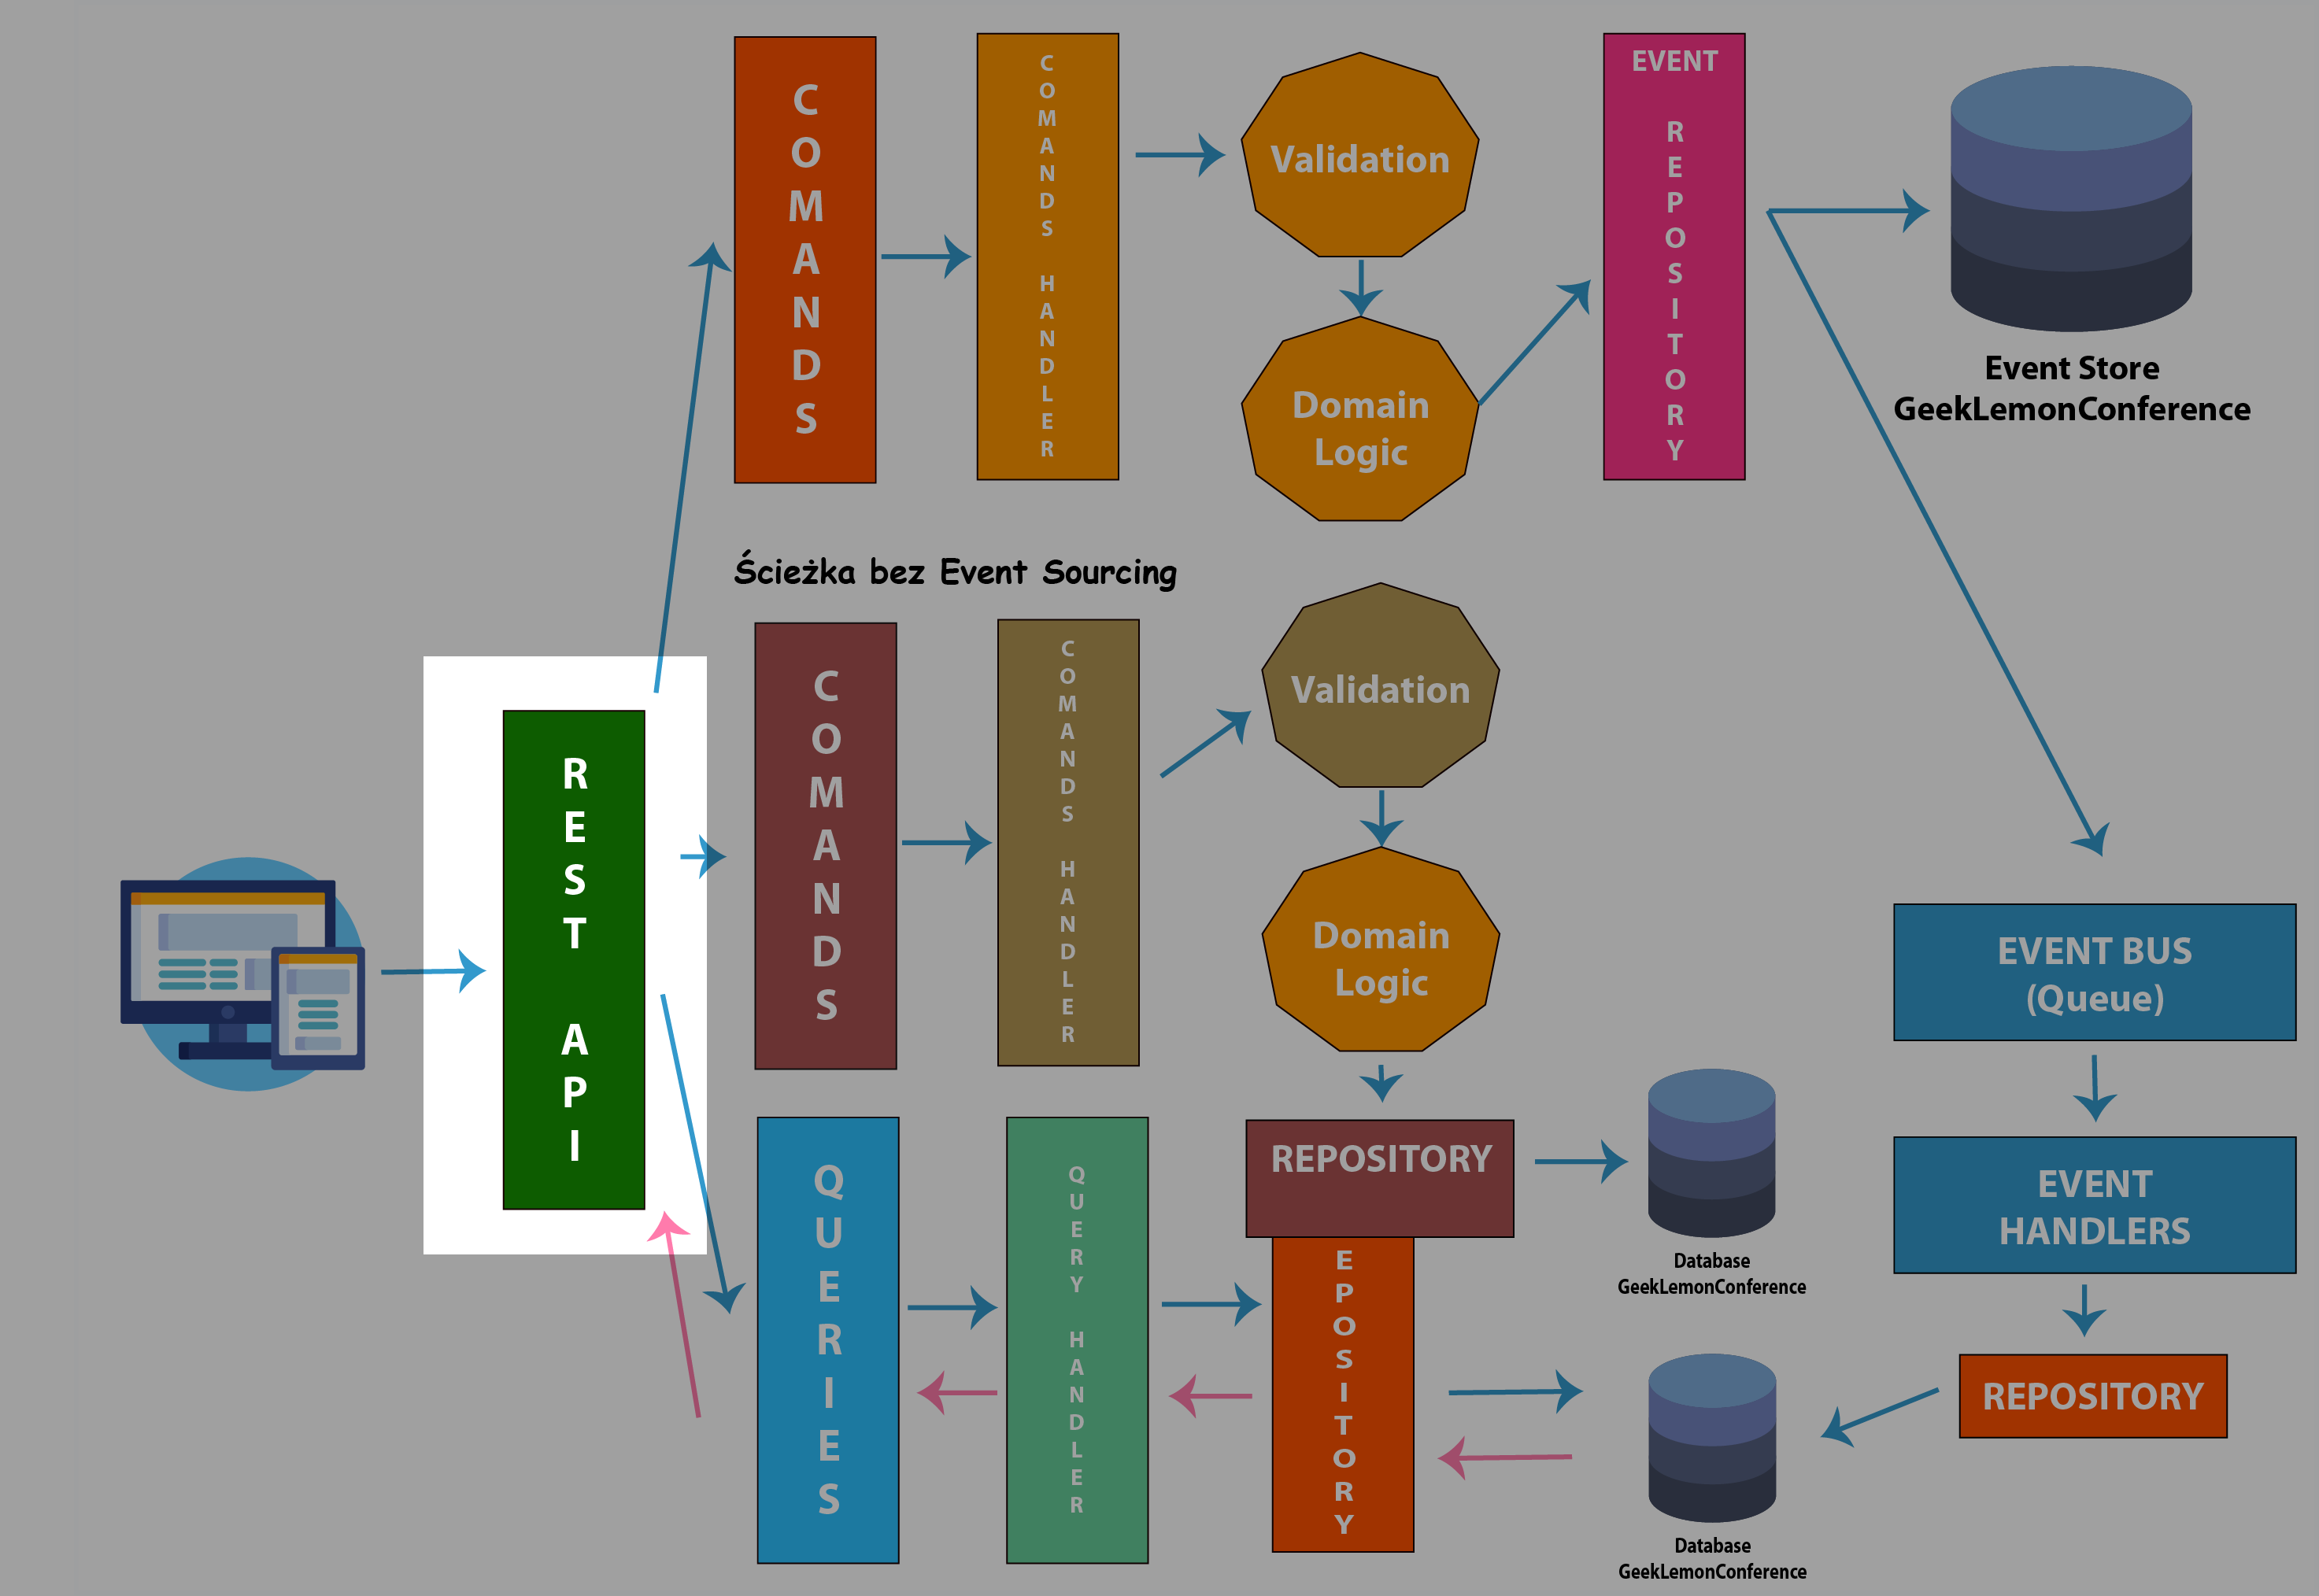 COMANDS
COMANDS HANDLER
Validation
Domain
Logic
EVENT REPOSITORY
Event Store
GeekLemonConference
Ścieżka bez Event Sourcing
REST API
COMANDS
COMANDS HANDLER
Validation
Domain
Logic
EVENT BUS
(Queue)
EVENT
HANDLERS
REPOSITORY
Database
GeekLemonConference
QUERIES
QUERY HANDLER
EPOSITORY
REPOSITORY
Database
GeekLemonConference